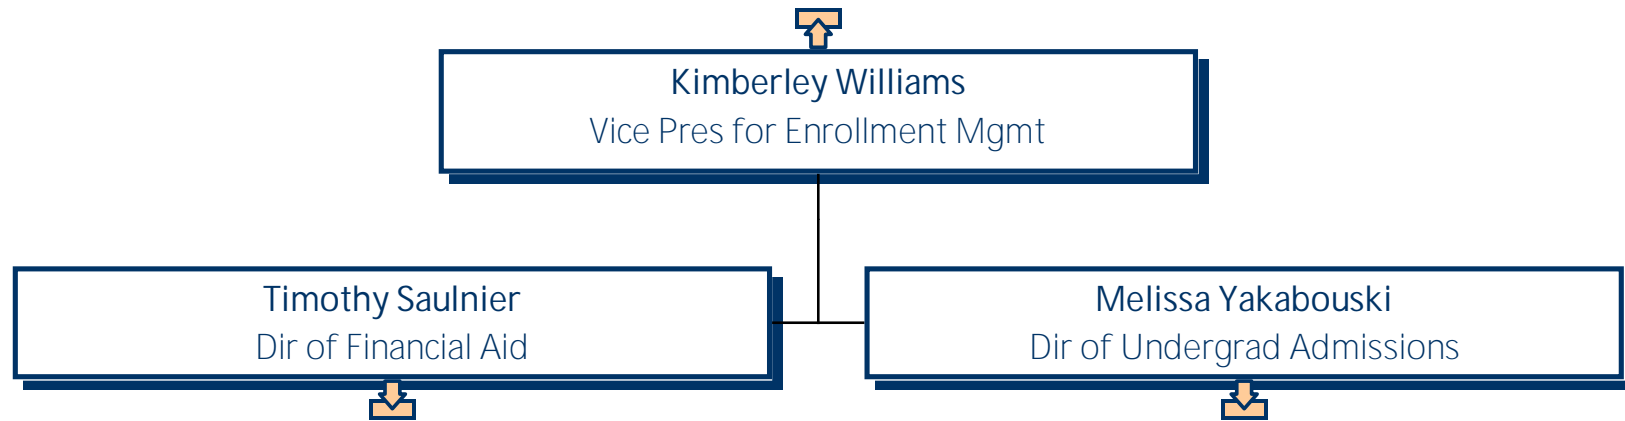 Kimberley Williams
Vice Pres for Enrollment Mgmt
Timothy Saulnier
Dir of Financial Aid
Melissa Yakabouski
Dir of Undergrad Admissions